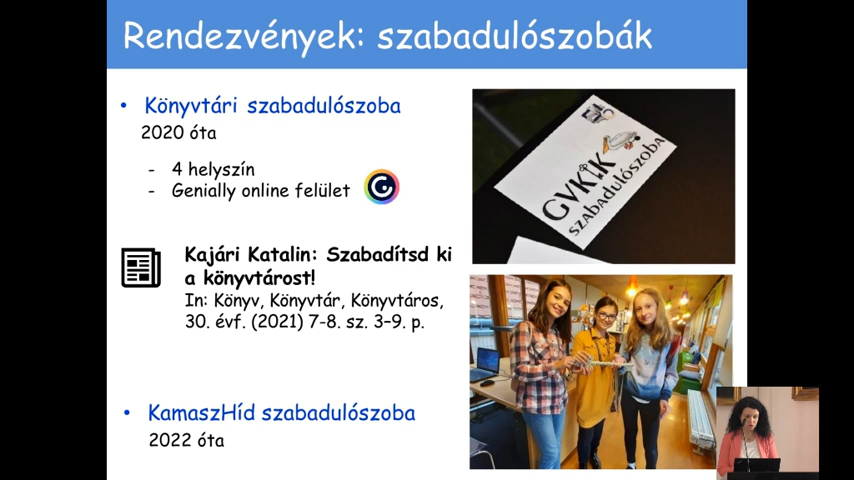 Rendezvények: szabadulószobák
• Könyvtári szabadulószoba
2020 óta
- 4 helyszín
- Genially online felület
Kajári Katalin: Szabadítsd ki
a könyvtárost!
In: Könyv, Könyvtár, Könyvtáros,
30. évf. (2021) 7-8. sz. 3–9. p.
• KamaszHíd szabadulószoba
2022 óta
GVKIK
szabadulószoba